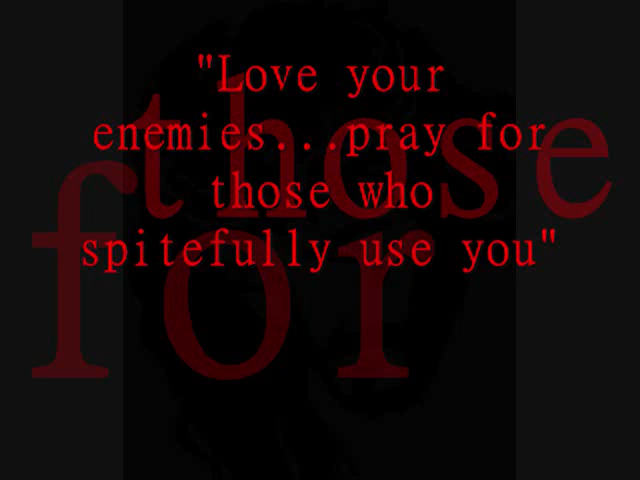 "Love your
enemies...pray for
those who
spitefully use you"
those
for